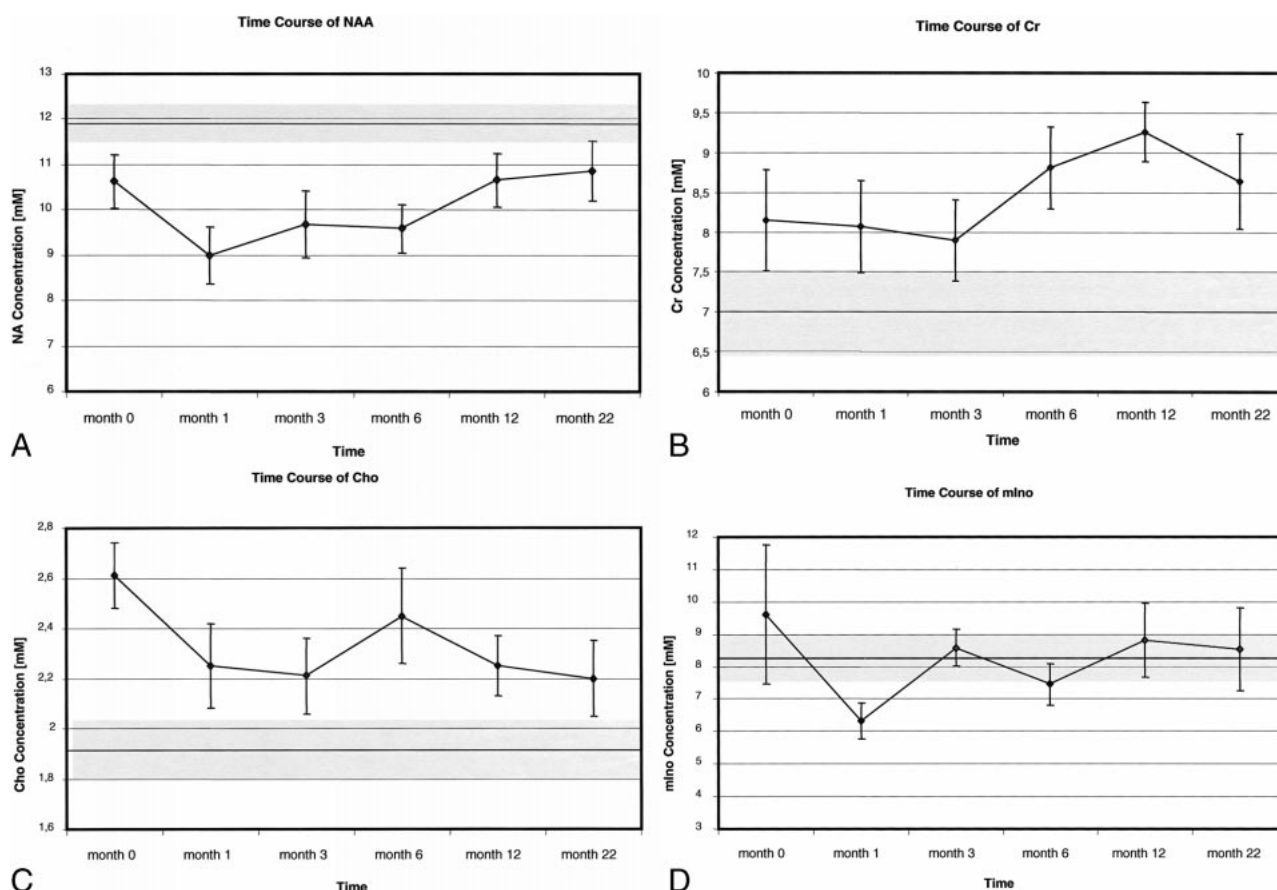 Time Course of NAA
NA Concentration [mM]
13
12
11
10
9
8
7
6
month 0 month 1 month 3 month 6 month 12 month 22
Time
A
Time Course of Cr
Cr Concentration [mM]
10
9,5
9
8,5
8
7,5
7
6,5
6
month 0 month 1 month 3 month 6 month 12 month 22
Time
B
Time Course of Cho
Cho Concentration [mM]
2,8
2,6
2,4
2,2
2
1,8
1,6
month 0 month 1 month 3 month 6 month 12 month 22
Time
C
Time Course of mIno
mIno Concentration [mM]
12
11
10
9
8
7
6
5
4
3
month 0 month 1 month 3 month 6 month 12 month 22
Time
D